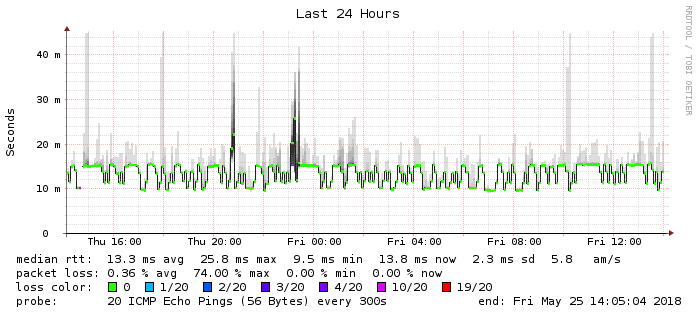 Last 24 Hours
RRDTOOL / TOBI OETIKER
Seconds
40 m
30 m
20 m
10 m
0
Thu 16:00 Thu 20:00 Fri 00:00 Fri 04:00 Fri 08:00 Fri 12:00
median rtt: 13.3 ms avg 25.8 ms max 9.5 ms min 13.8 ms now 2.3 ms sd 5.8 am/s
packet loss: 0.36 % avg 74.00 % max 0.00 % min 0.00 % now
loss color: 0 1/20 2/20 3/20 4/20 10/20 19/20
probe: 20 ICMP Echo Pings (56 Bytes) every 300s end: Fri May 25 14:05:04 2018